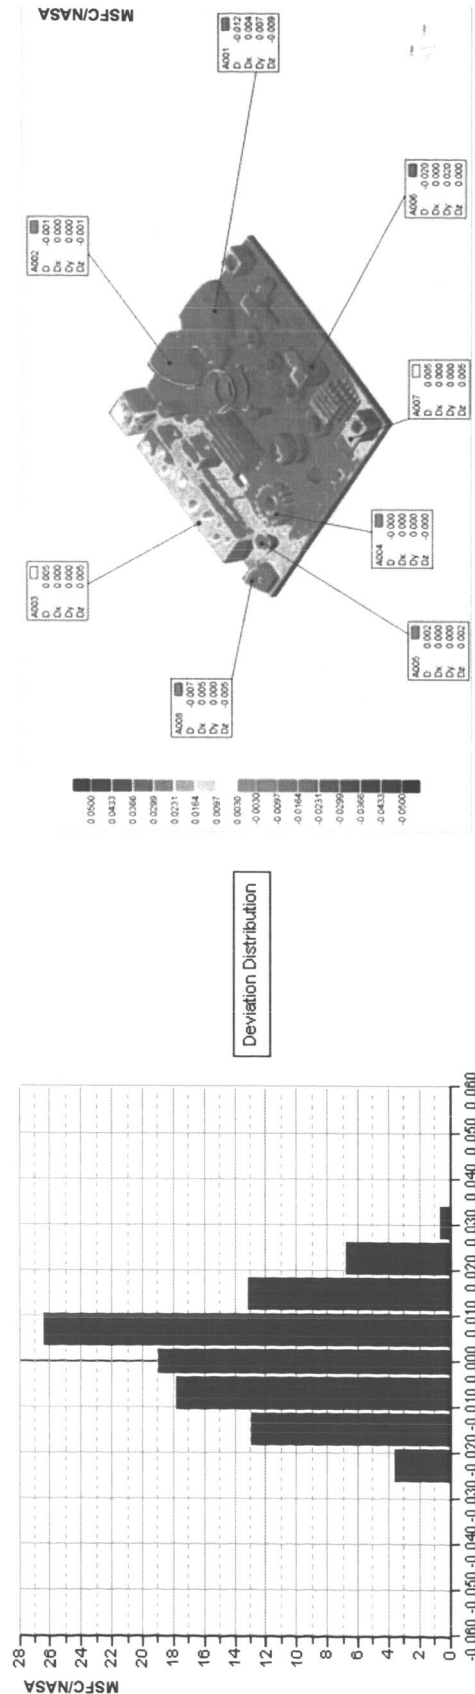 MSFC/NASA
A001
D -0.012
Dx 0.004
Dy 0.007
Dz -0.009
A002
D -0.001
Dx 0.000
Dy 0.000
Dz -0.001
A006
D -0.020
Dx 0.000
Dy 0.020
Dz 0.000
A007
D 0.005
Dx 0.000
Dy 0.000
Dz 0.005
A003
D 0.005
Dx 0.000
Dy 0.000
Dz 0.005
A004
D -0.000
Dx 0.000
Dy 0.000
Dz -0.000
A005
D 0.002
Dx 0.000
Dy 0.000
Dz 0.002
A008
D -0.007
Dx 0.005
Dy 0.000
Dz -0.005
0.0500
0.0433
0.0366
0.0299
0.0231
0.0164
0.0097
0.0030
-0.0030
-0.0097
-0.0164
-0.0231
-0.0299
-0.0366
-0.0433
-0.0500
Deviation Distribution
MSFC/NASA
28
26
24
22
20
18
16
14
12
10
8
6
4
2
0
-0.060 -0.050 -0.040 -0.030 -0.020 -0.010 0.000 0.010 0.020 0.030 0.040 0.050 0.060